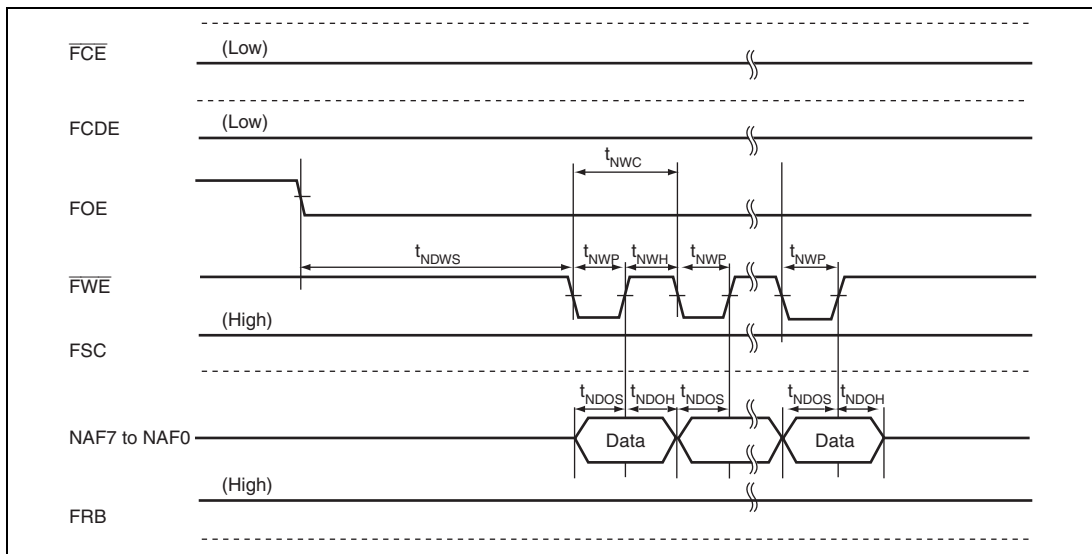 FCE (Low)
FCDE (Low)
tNWC
FOE
tNDWS tNWP tNWH tNWP tNWP
FWE
(High)
FSC
tNDOS tNDOH tNDOS tNDOS tNDOH
NAF7 to NAF0 Data Data
(High)
FRB